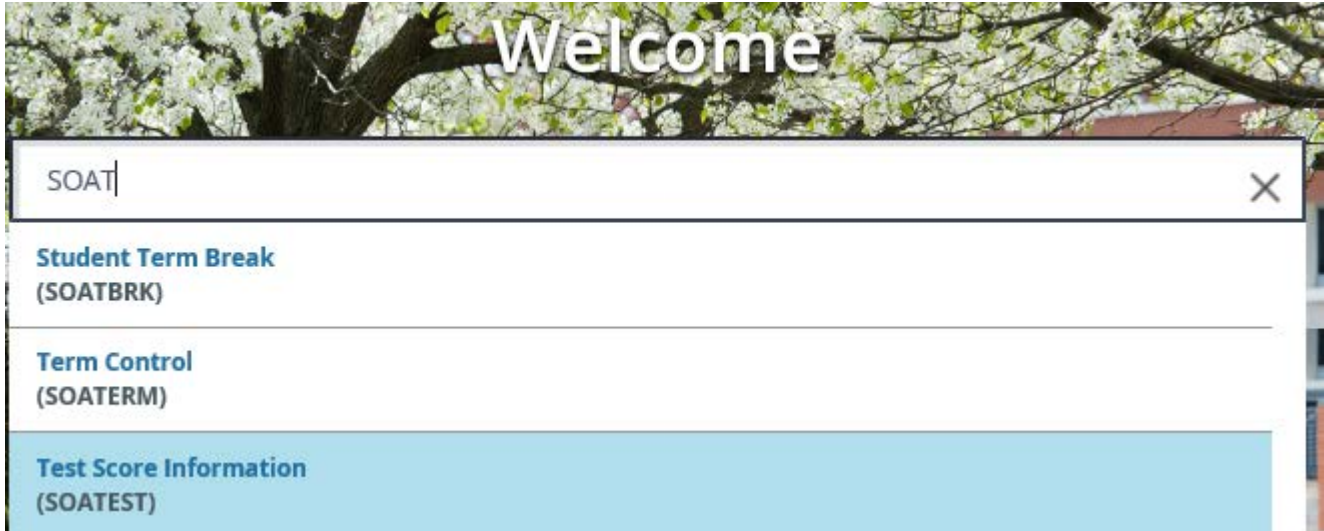 Welcome
SOAT
Student Term Break
(SOATBRK)
Term Control
(SOATERM)
Test Score Information
(SOATEST)